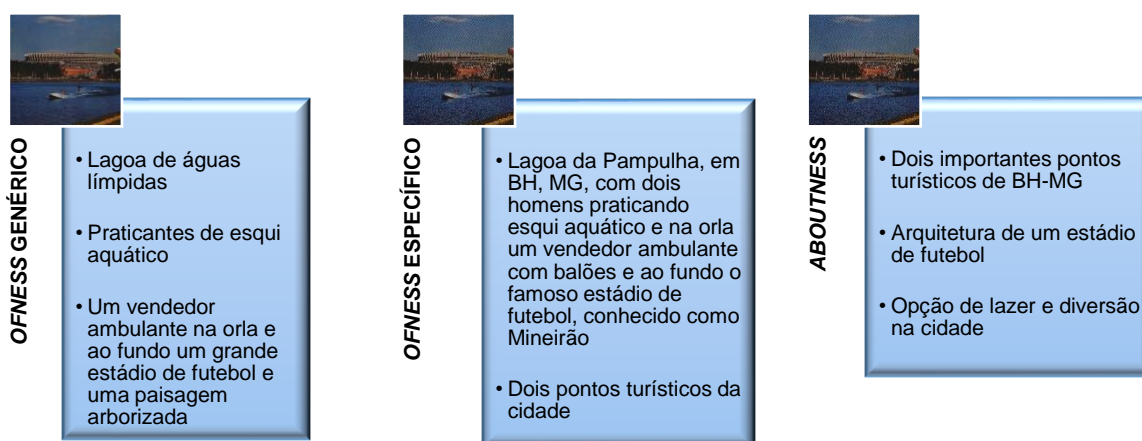 OFNESS GENÉRICO
• Lagoa de águas
límpidas
• Praticantes de esqui
aquático
• Um vendedor
ambulante na orla e
ao fundo um grande
estádio de futebol e
uma paisagem
arborizada
OFNESS ESPECÍFICO
• Lagoa da Pampulha, em
BH, MG, com dois
homens praticando
esqui aquático e na orla
um vendedor ambulante
com balões e ao fundo o
famoso estádio de
futebol, conhecido como
Mineirão
• Dois pontos turísticos da
cidade
ABOUTNESS
• Dois importantes pontos
turísticos de BH-MG
• Arquitetura de um estádio
de futebol
• Opção de lazer e diversão
na cidade